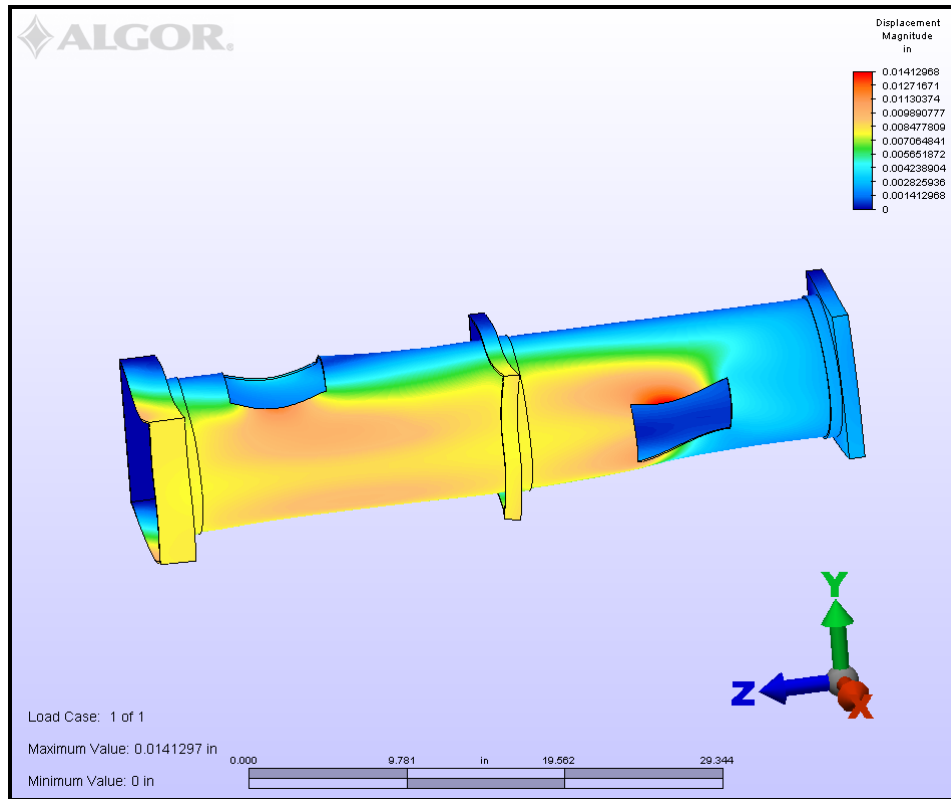 ALGOR®
Displacement
Magnitude
in
0.01412968
0.01271671
0.01130374
0.009890777
0.008477809
0.007064841
0.005651872
0.004238904
0.002825936
0.001412968
0
Y
Z
X
Load Case: 1 of 1
Maximum Value: 0.0141297 in
Minimum Value: 0 in
0.000 9.781 in 19.562 29.344